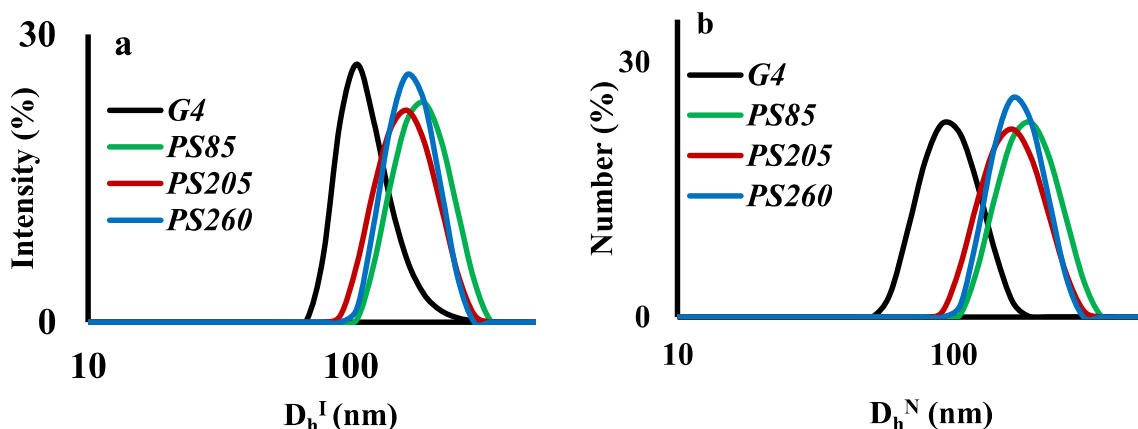 30
a
G4
PS85
PS205
PS260
Intensity (%)
0
10
100
DhI (nm)
b
30
G4
PS85
PS205
PS260
Number (%)
0
10
100
DhN (nm)